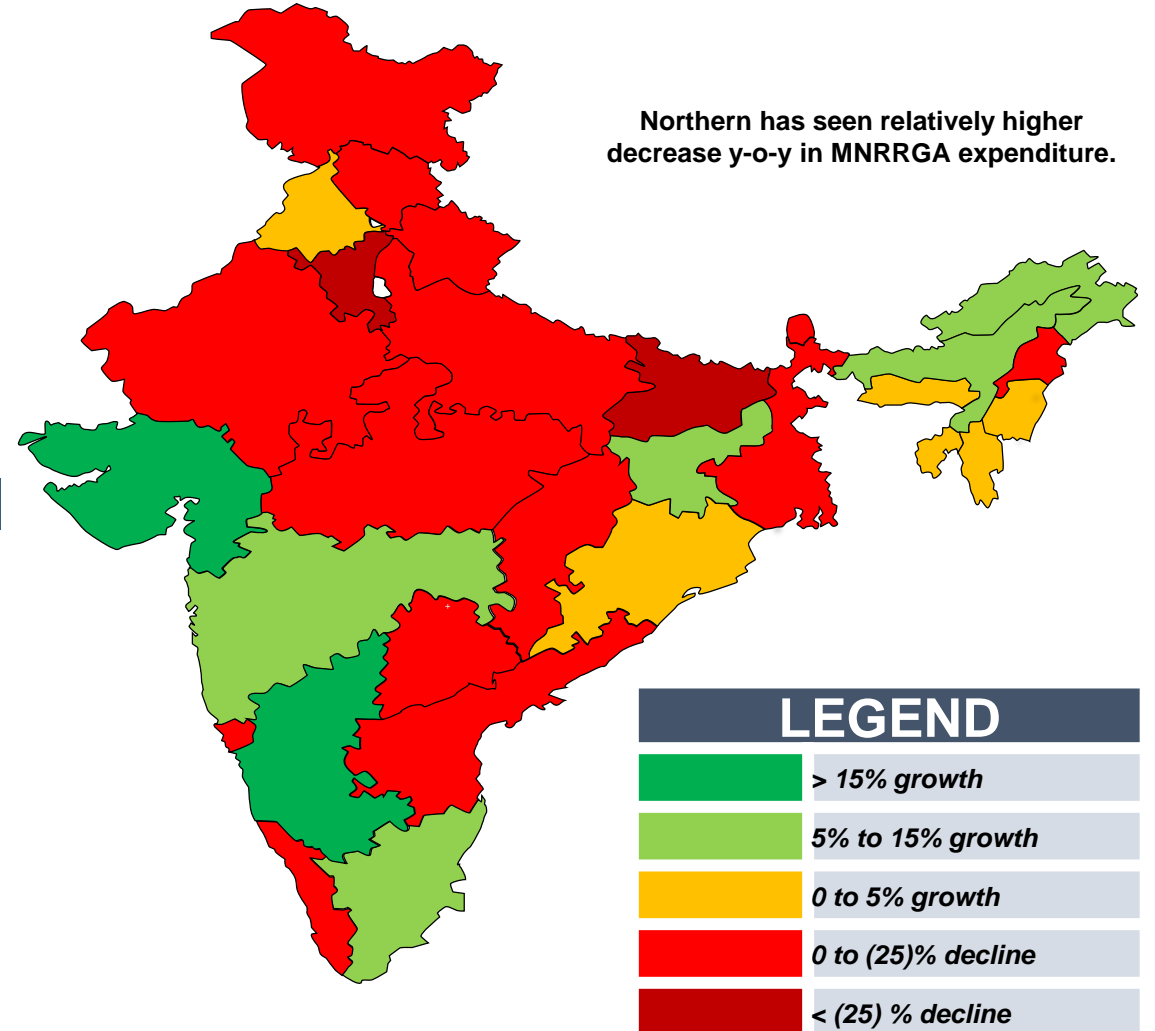 Northern has seen relatively higher
decrease y-o-y in MNRRGA expenditure.
LEGEND
> 15% growth
5% to 15% growth
0 to 5% growth
0 to (25)% decline
< (25) % decline